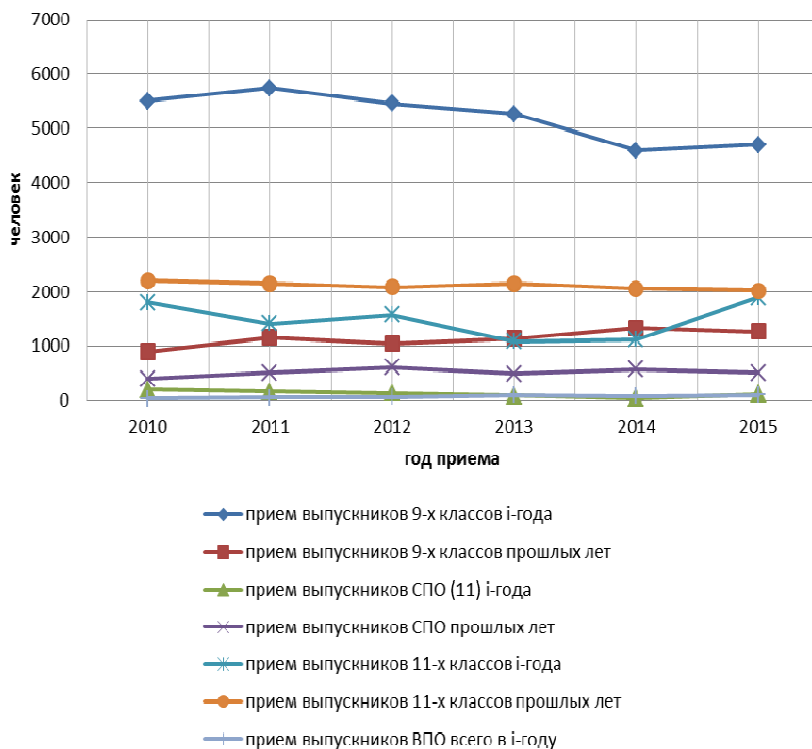 7000
6000
5000
4000
3000
2000
1000
0
человек
2010 2011 2012 2013 2014 2015
год приема
прием выпускников 9-х классов i-года
прием выпускников 9-х классов прошлых лет
прием выпускников СПО (11) i-года
прием выпускников СПО прошлых лет
прием выпускников 11-х классов i-года
прием выпускников 11-х классов прошлых лет
прием выпускников ВПО всего в i-году